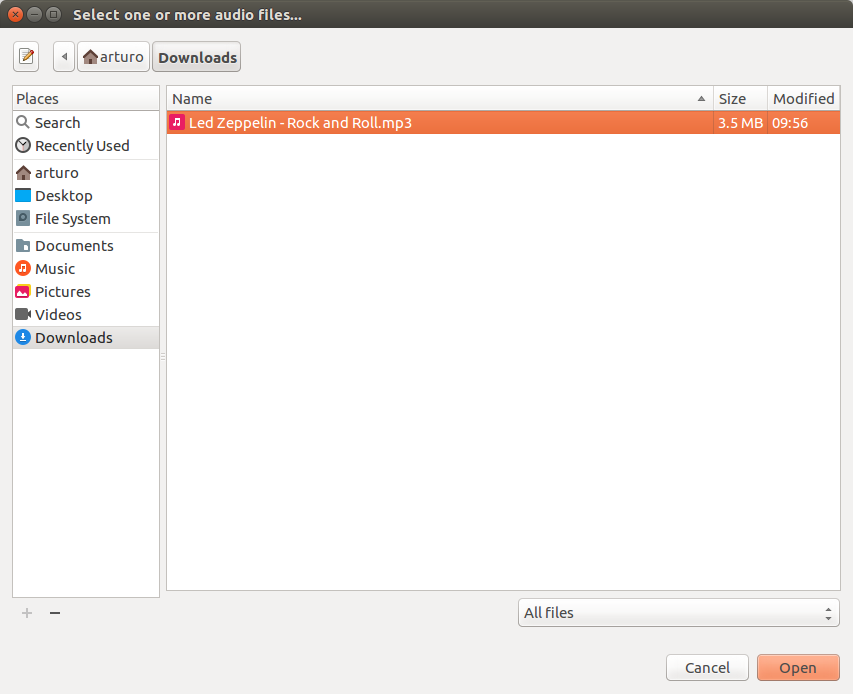 Select one or more audio files...
arturo Downloads
Places
Search
Recently Used
arturo
Desktop
File System
Documents
Music
Pictures
Videos
Downloads
Name Size Modified
Led Zeppelin - Rock and Roll.mp3 3.5 MB 09:56
All files
Cancel Open